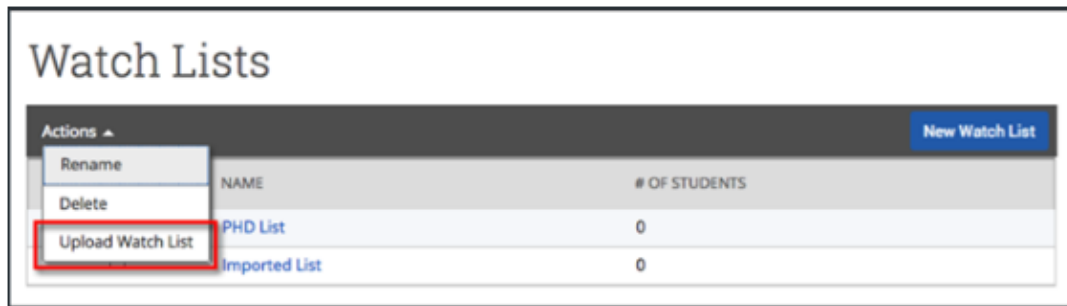 Watch Lists
Actions ▲ New Watch List
Rename
NAME # OF STUDENTS
Delete
PHD List 0
Upload Watch List
Imported List 0